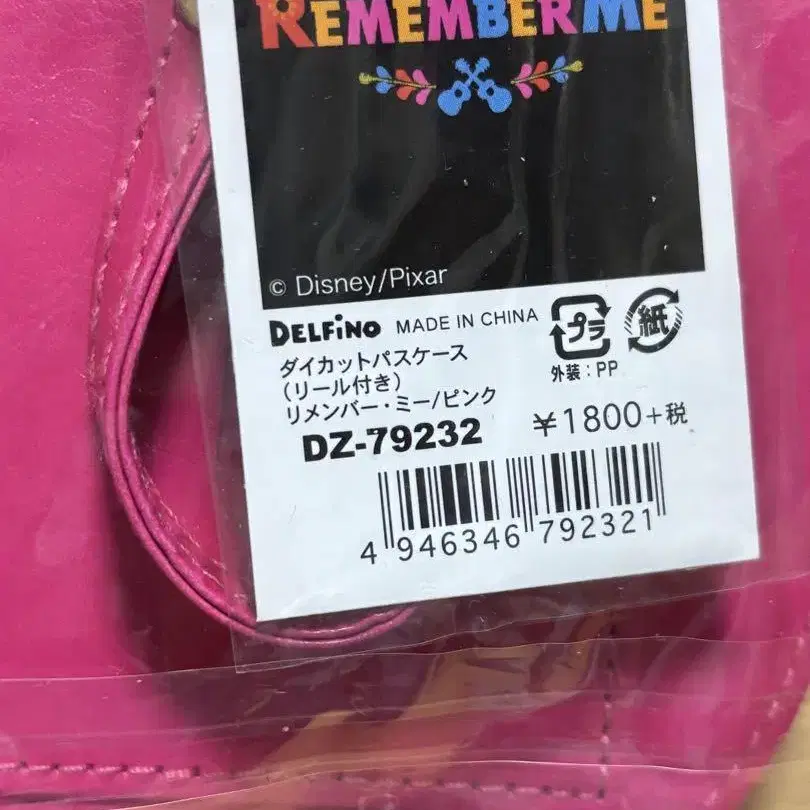 REMEMBER ME
© Disney/Pixar
DELFiNO MADE IN CHINA
プラ
紙
外装：PP
ダイカットパスケース
（リール付き）
リメンバー・ミー/ピンク
DZ-79232
¥1800+税
4 946346 792321